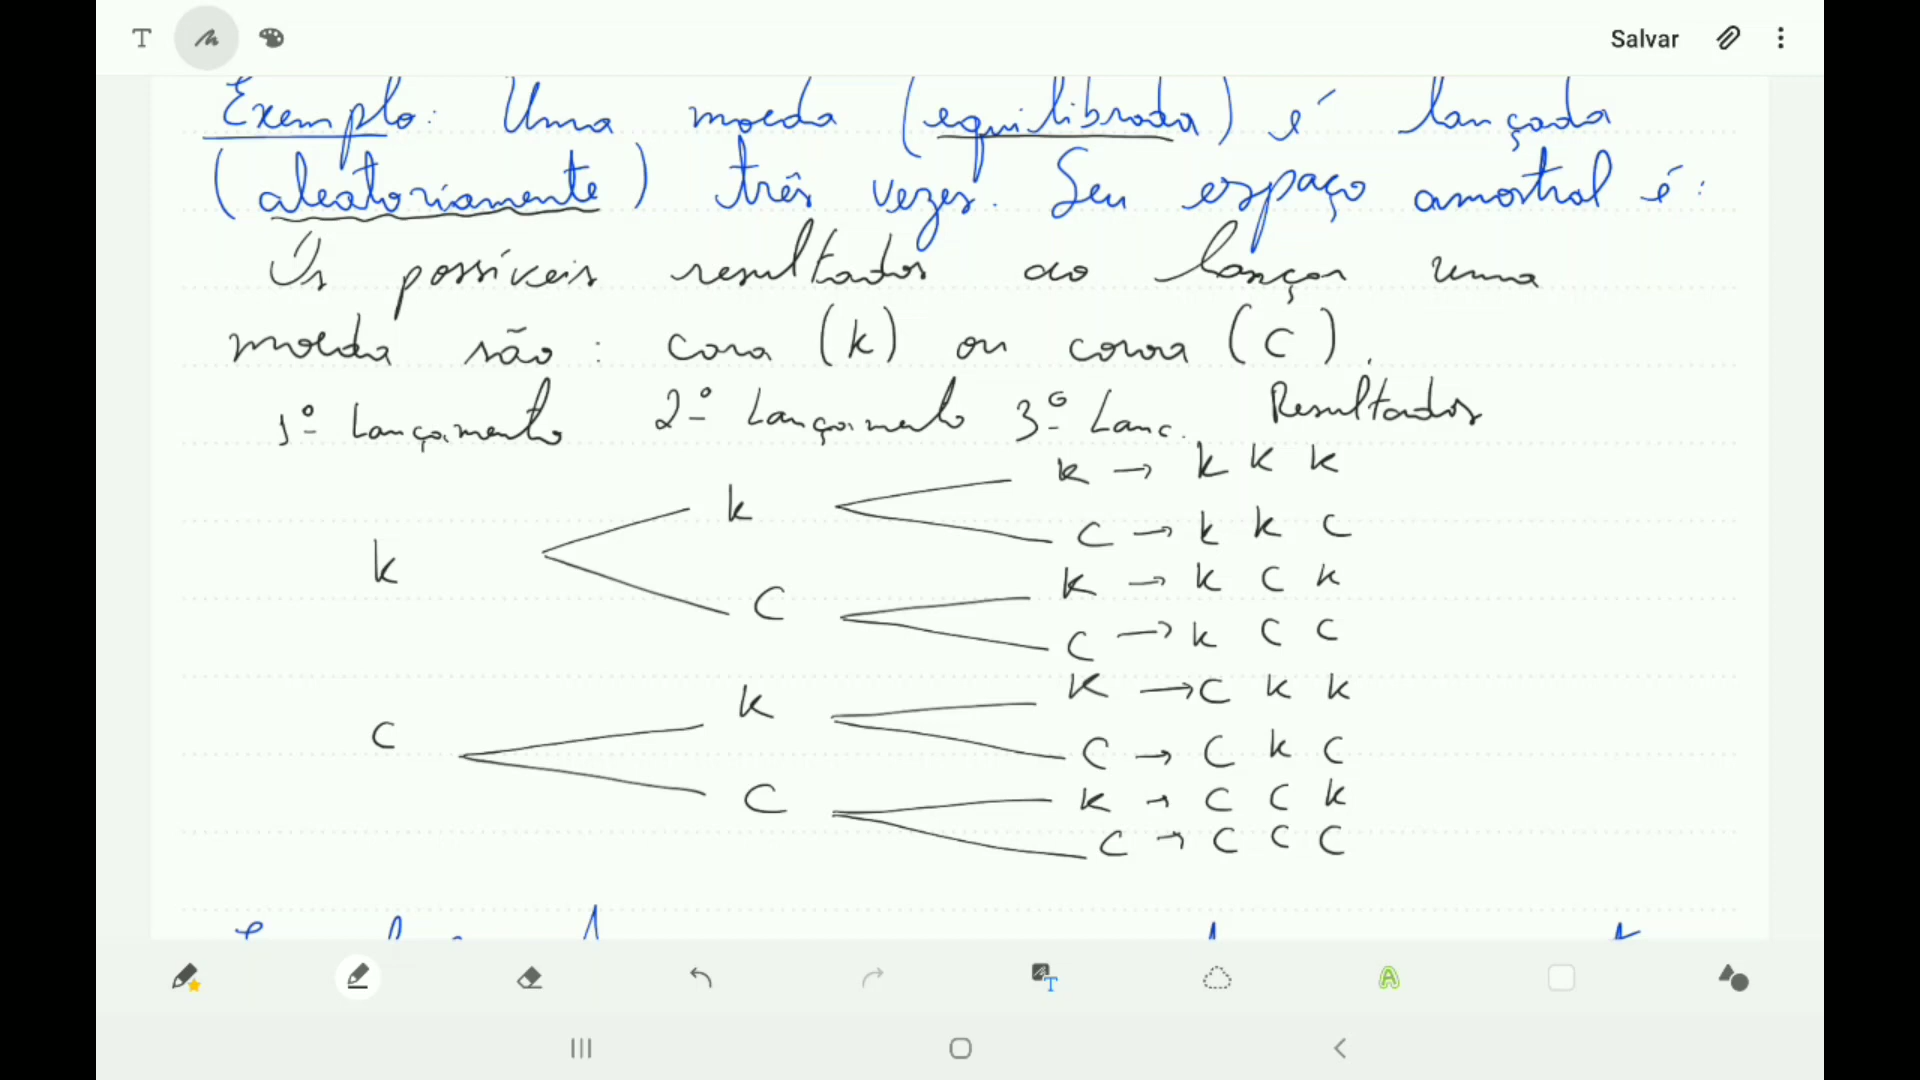 Salvar
Exemplo: Uma moeda (equilibrada) é lançada
(aleatoriamente) três vezes. Seu espaço amostral é:
Os possíveis resultados ao lançar uma
moeda são: cara (k) ou coroa (C).
1º Lançamento 2º Lançamento 3º Lanc. Resultados
k → k k k
k
C → k k C
k
k → k C k
C
C → k C C
k → C k k
k
C
C → C k C
C
k → C C k
C → C C C